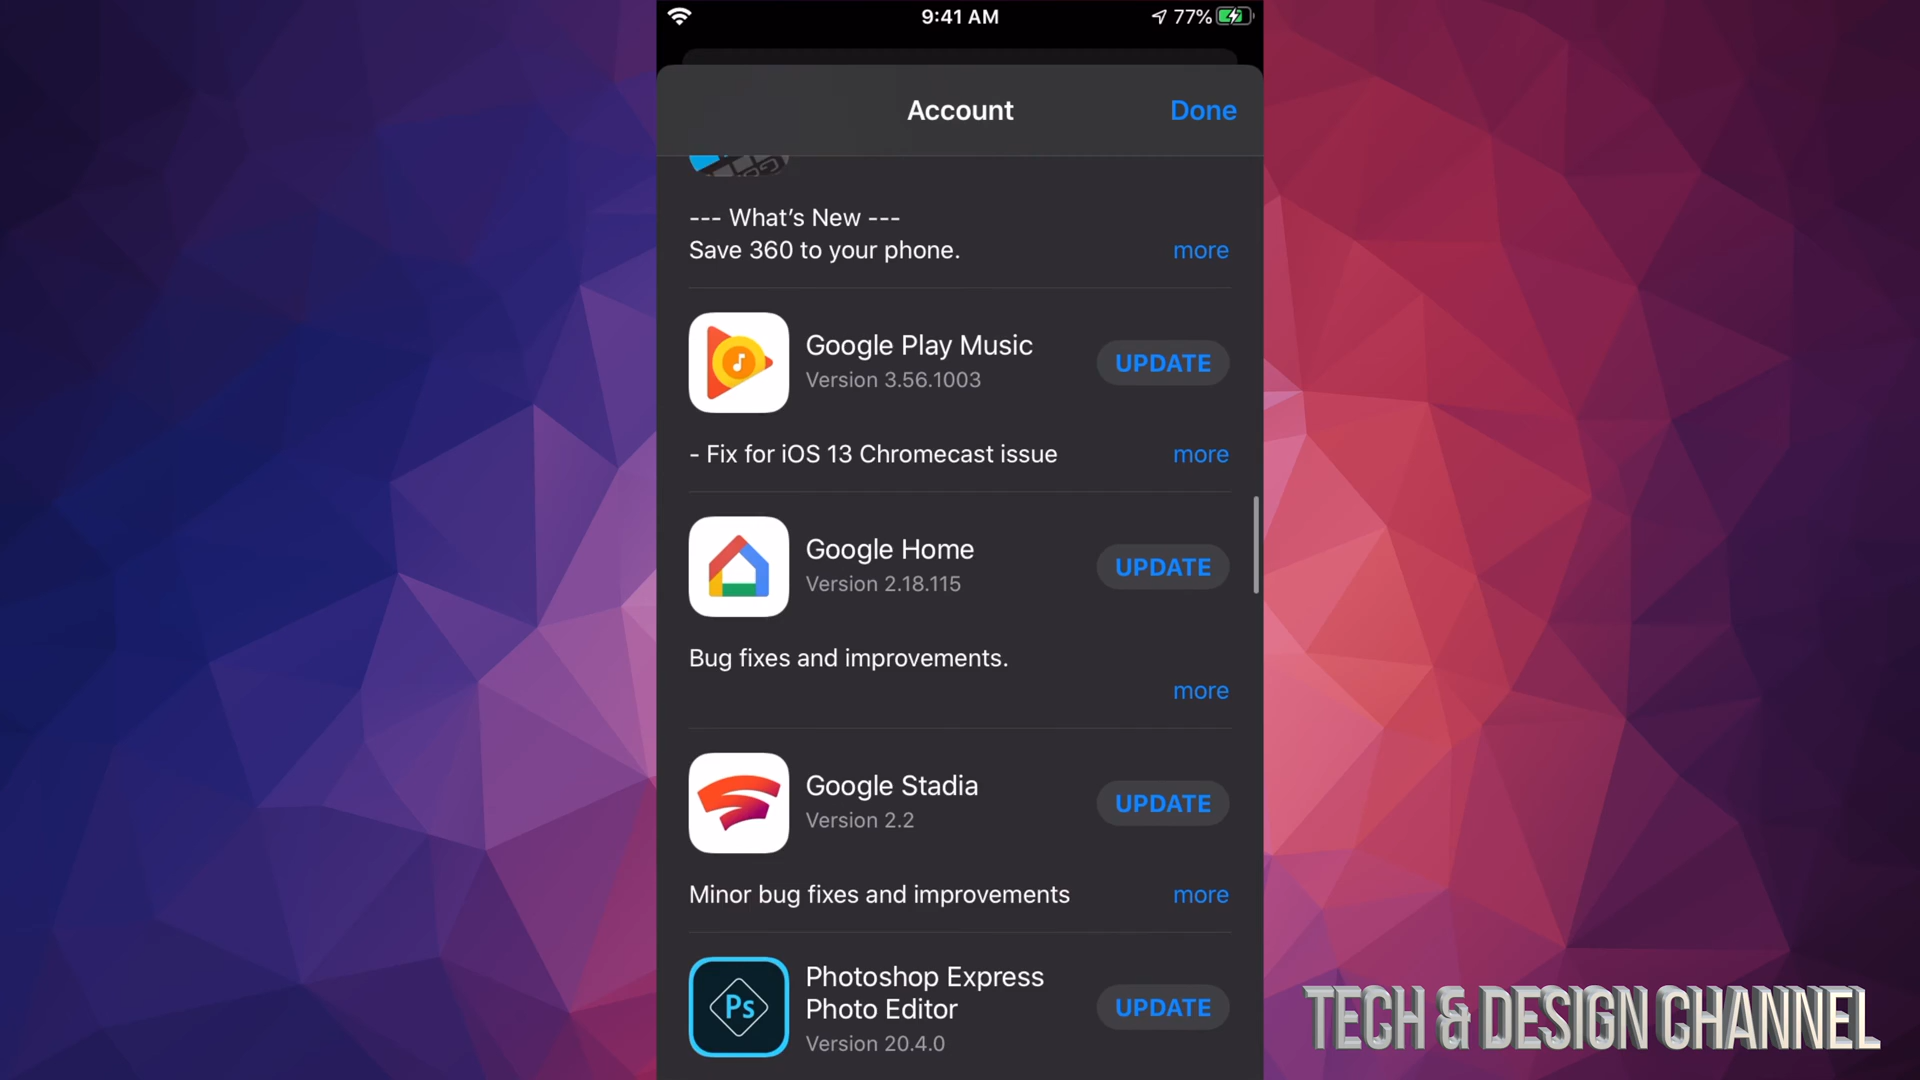 9:41 AM
77%
Account
Done
--- What's New ---
Save 360 to your phone.
more
Google Play Music
Version 3.56.1003
UPDATE
- Fix for iOS 13 Chromecast issue
more
Google Home
Version 2.18.115
UPDATE
Bug fixes and improvements.
more
Google Stadia
Version 2.2
UPDATE
Minor bug fixes and improvements
more
Ps
Photoshop Express
Photo Editor
Version 20.4.0
UPDATE
TECH & DESIGN CHANNEL